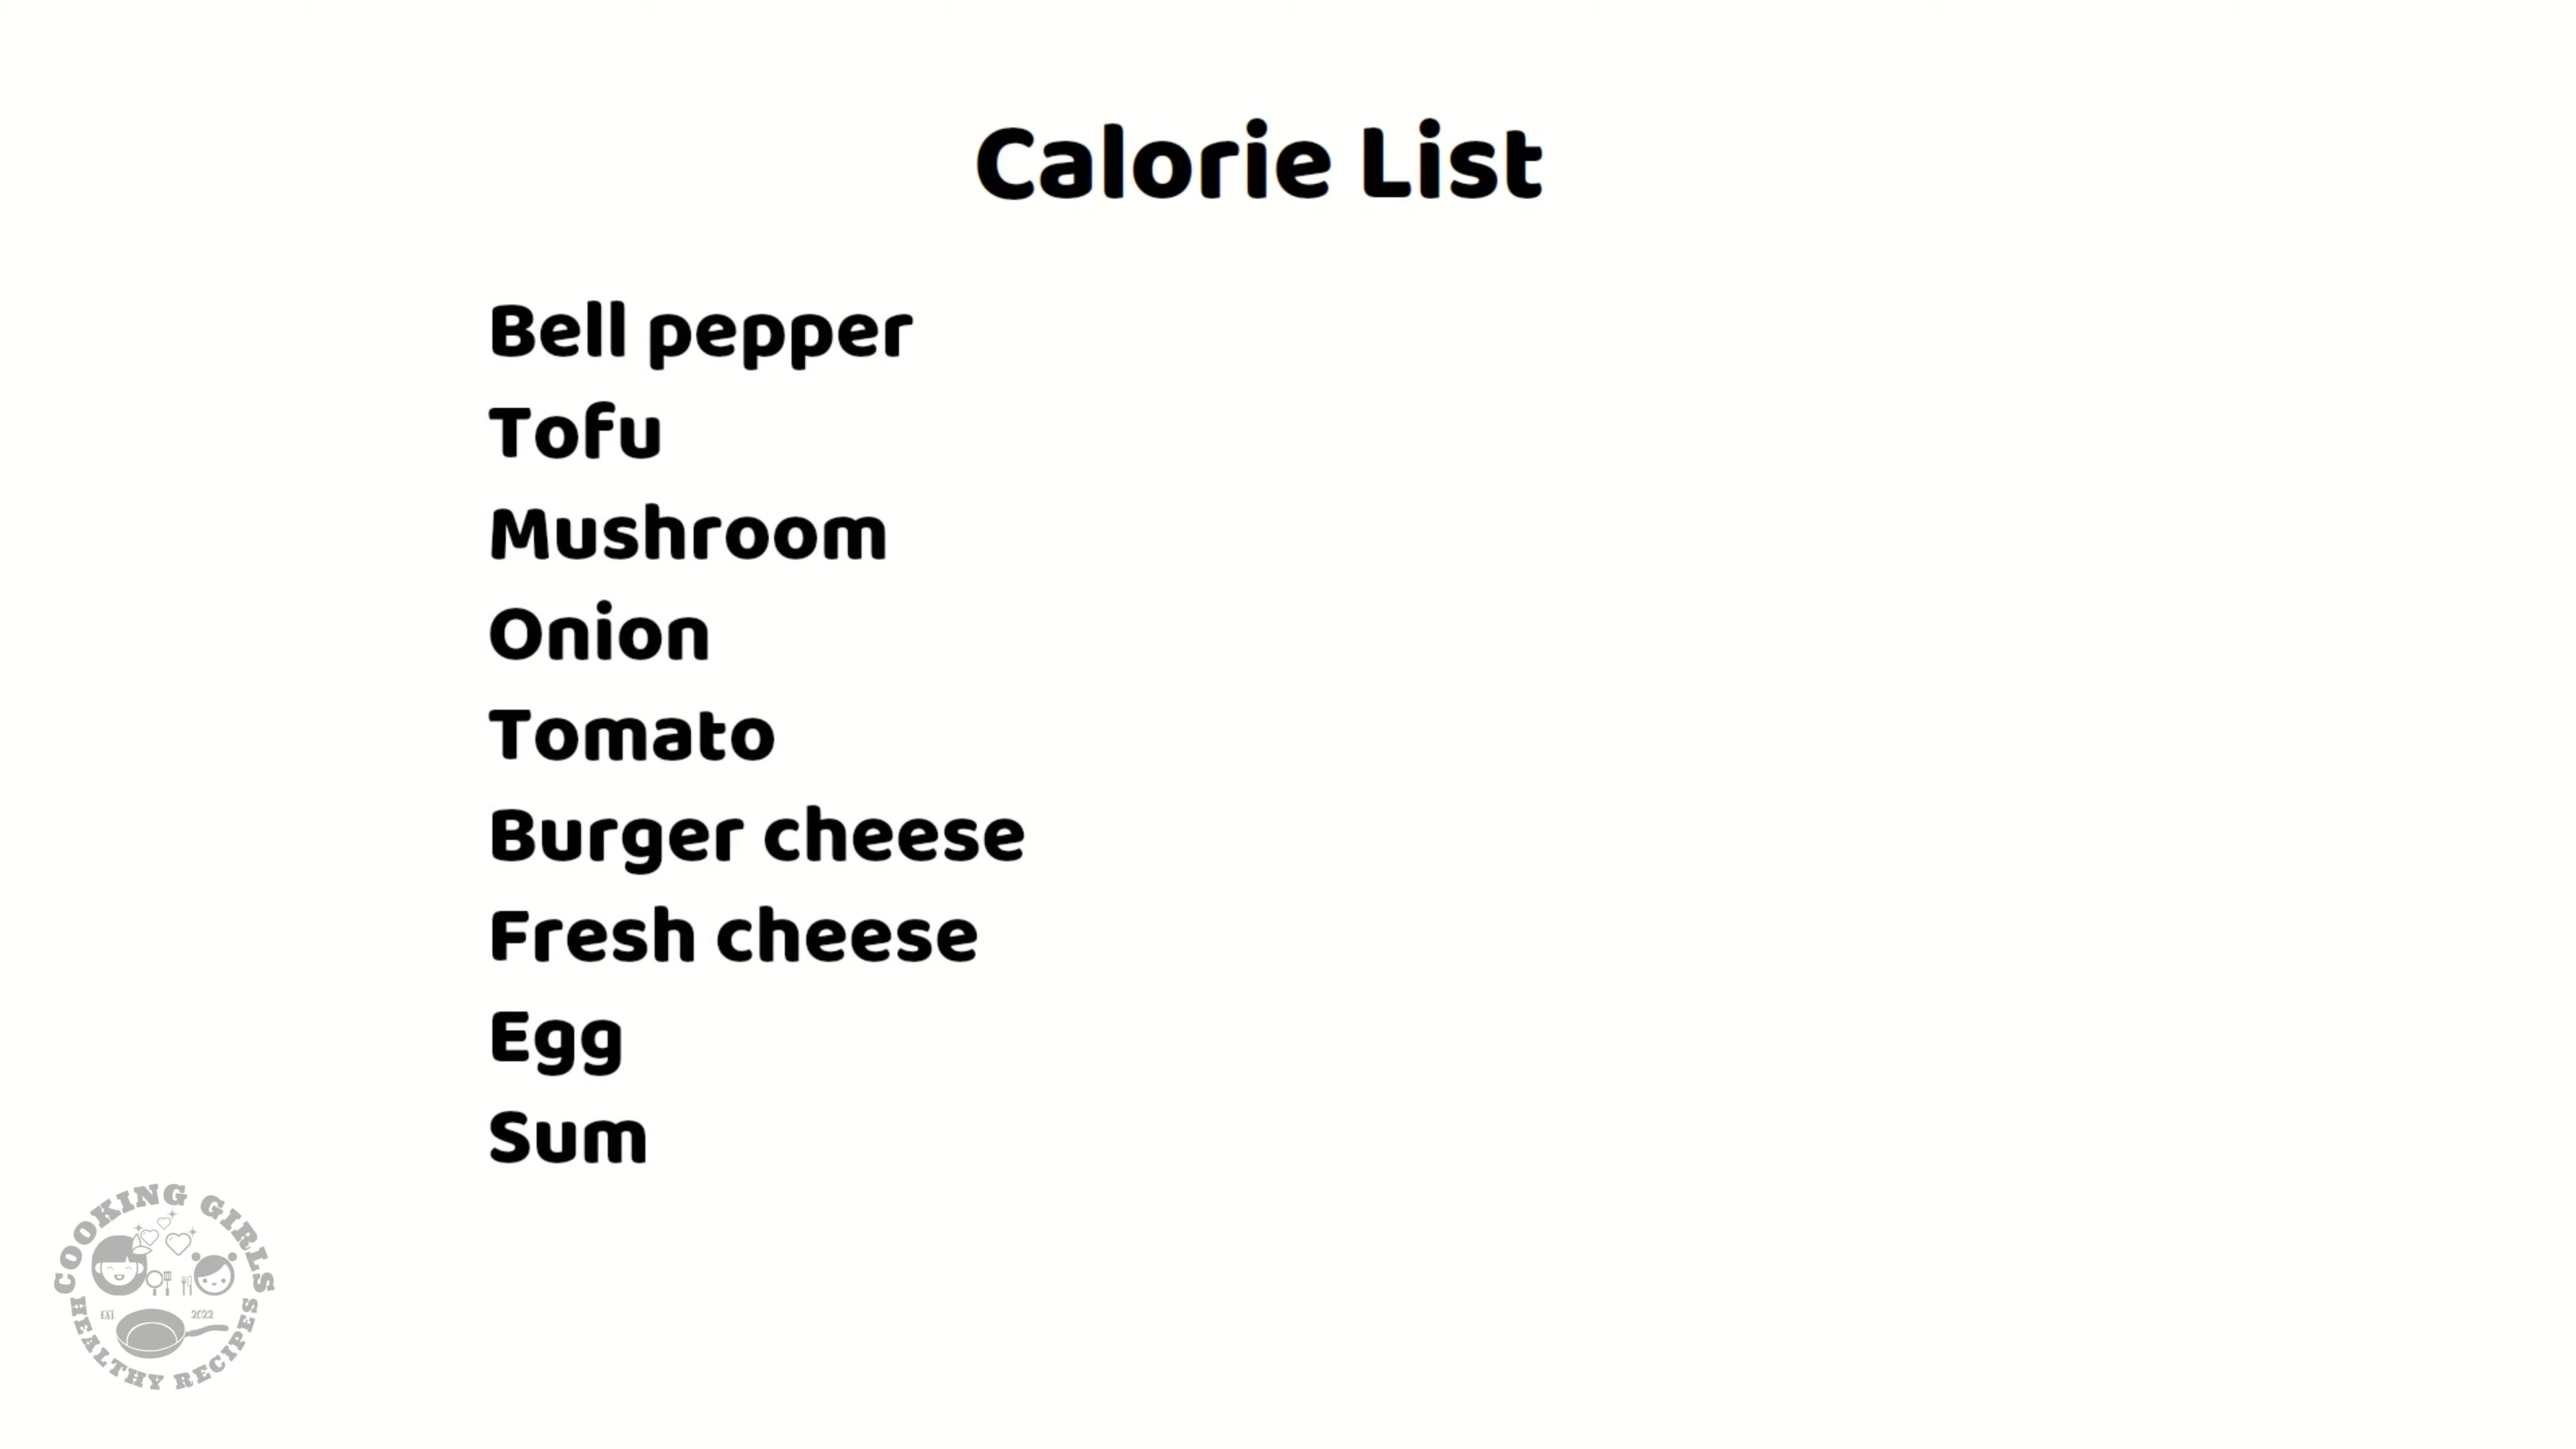 Calorie List
Bell pepper
Tofu
Mushroom
Onion
Tomato
Burger cheese
Fresh cheese
Egg
Sum
COOKING GIRLS
EST 2022
HEALTHY RECIPES